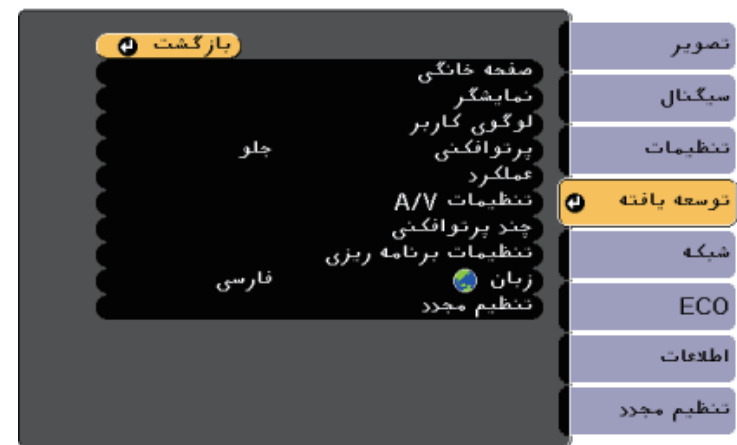 تصویر
سیگنال
تنظیمات
توسعه یافته
شبکه
ECO
اطلاعات
تنظیم مجدد
بازگشت
صفحه خانگی
نمایشگر
لوگوی کاربر
پرتوافکنی جلو
عملکرد
تنظیمات A/V
چند پرتوافکنی
تنظیمات برنامه ریزی
زبان فارسی
تنظیم مجدد